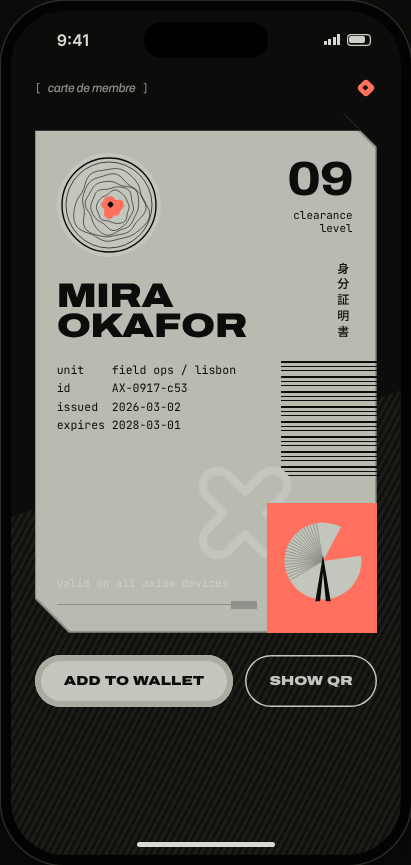 9:41
[ carte de membre ]
09
clearance
level
身分証明書
MIRA
OKAFOR
unit field ops / lisbon
id AX-0917-c53
issued 2026-03-02
expires 2028-03-01
valid on all axiom devices
ADD TO WALLET
SHOW QR